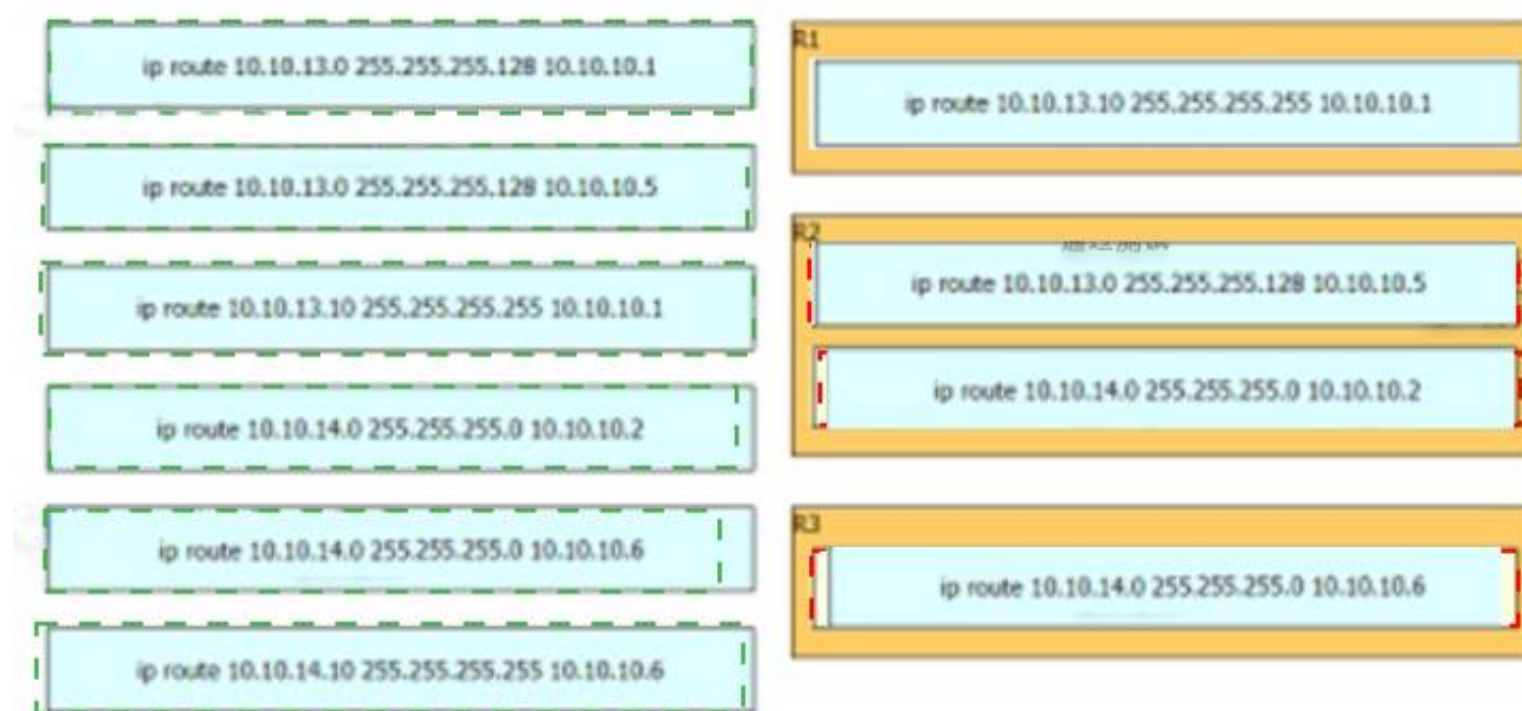 ip route 10.10.13.0 255.255.255.128 10.10.10.1
ip route 10.10.13.0 255.255.255.128 10.10.10.5
ip route 10.10.13.10 255.255.255.255 10.10.10.1
ip route 10.10.14.0 255.255.255.0 10.10.10.2
ip route 10.10.14.0 255.255.255.0 10.10.10.6
ip route 10.10.14.10 255.255.255.255 10.10.10.6
R1
ip route 10.10.13.10 255.255.255.255 10.10.10.1
R2
ip route 10.10.13.0 255.255.255.128 10.10.10.5
ip route 10.10.14.0 255.255.255.0 10.10.10.2
R3
ip route 10.10.14.0 255.255.255.0 10.10.10.6